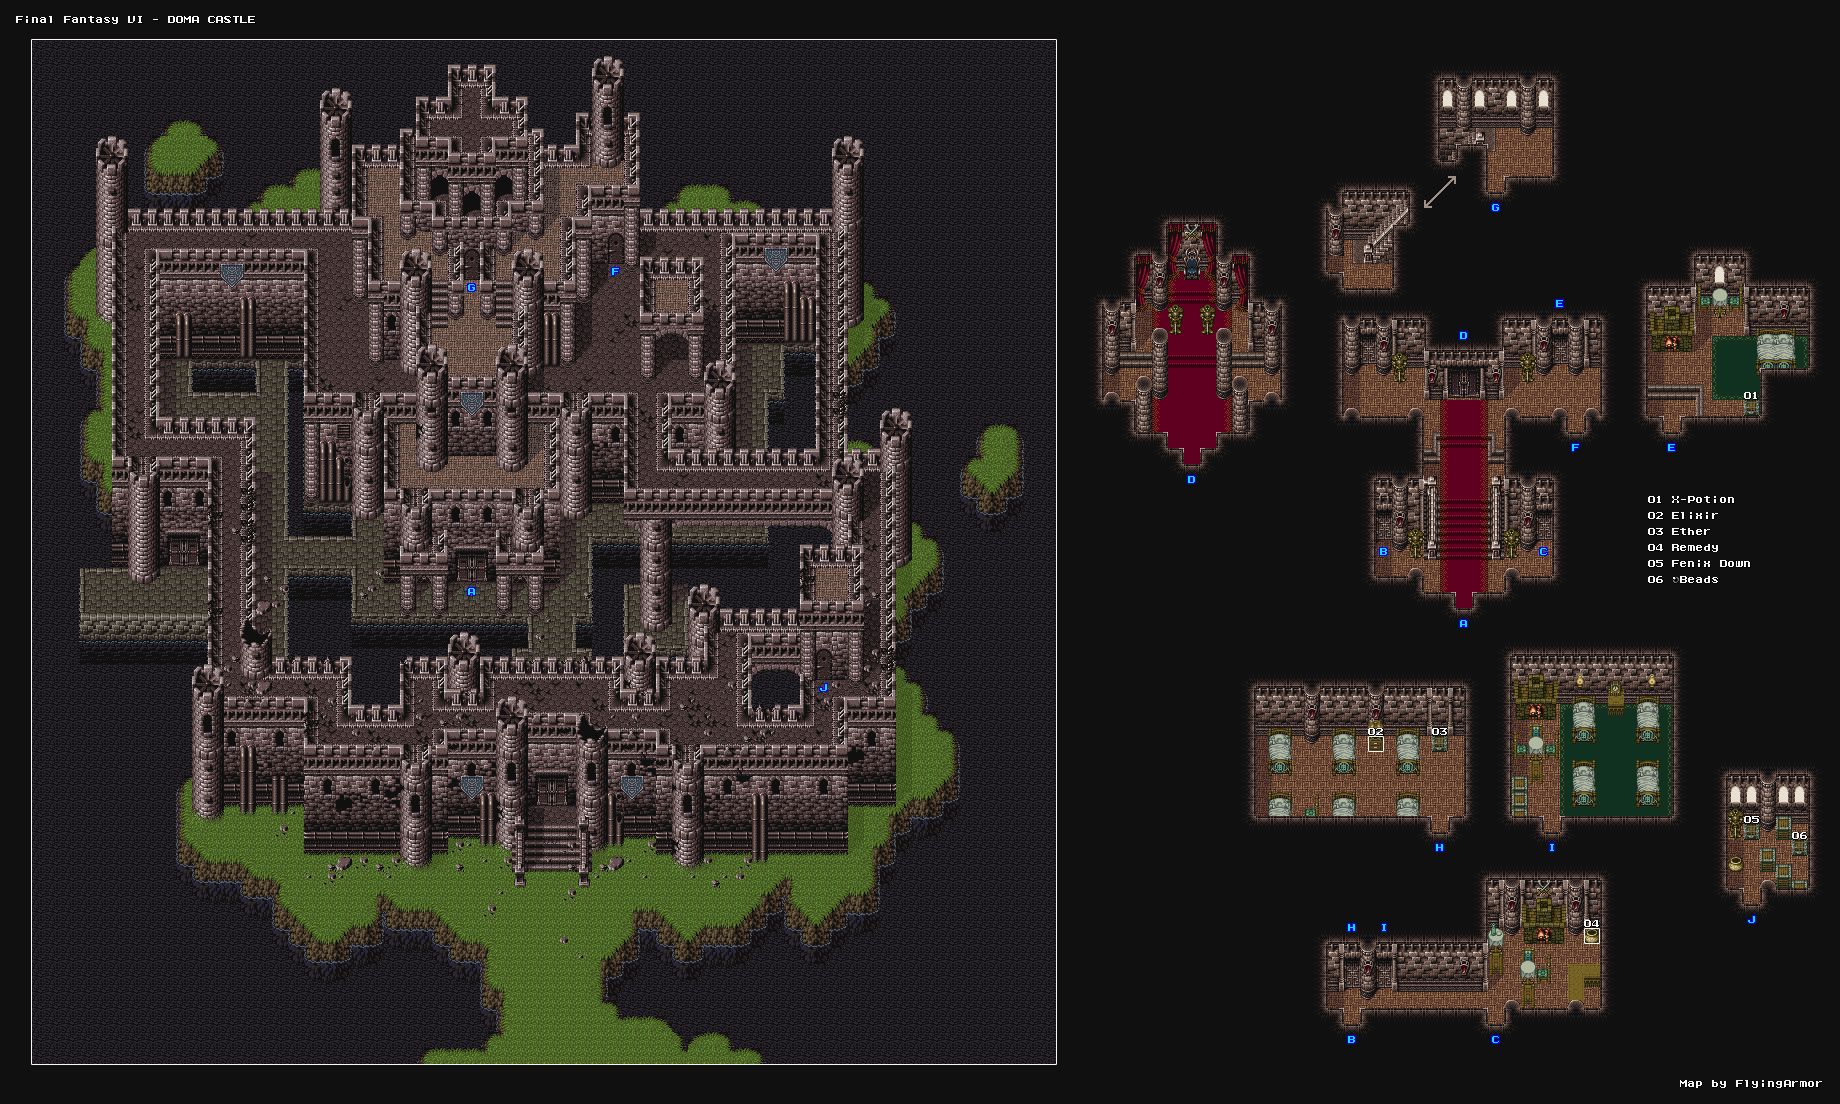 Final Fantasy VI - DOMA CASTLE
G
F
G
E
D
F
E
D
01
A
B
C
A
J
01 X-Potion
02 Elixir
03 Ether
04 Remedy
05 Fenix Down
06 Beads
02
03
H
I
05
06
J
H
I
04
B
C
Map by FlyingArmor